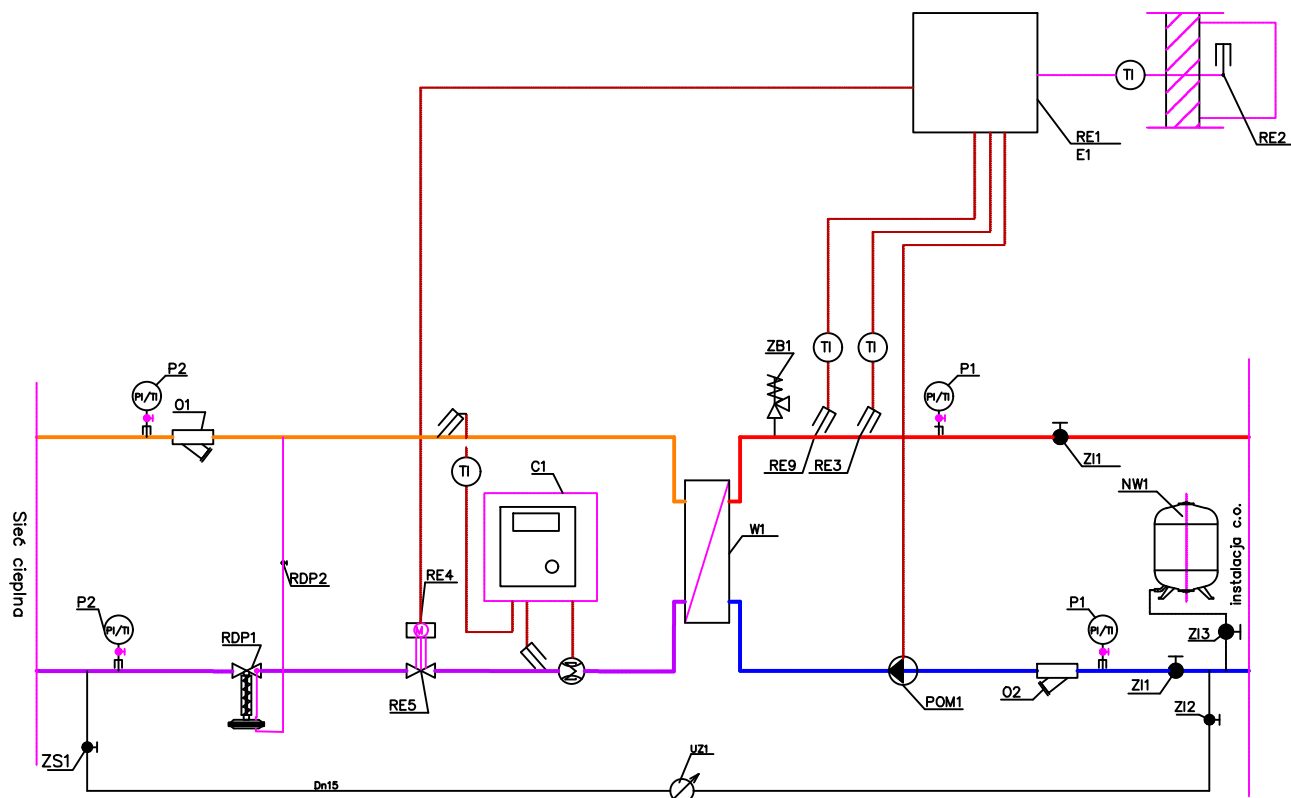 TI
RE1
E1
RE2
TI
TI
ZB1
P2
PI/TI
O1
P1
PI/TI
ZI1
RE9
RE3
TI
C1
NW1
W1
Sieć cieplna
instalacja c.o.
RDP2
RE4
M
P2
PI/TI
RDP1
P1
PI/TI
ZI3
RE5
POM1
O2
ZI1
ZI2
ZS1
UZ1
Dn15